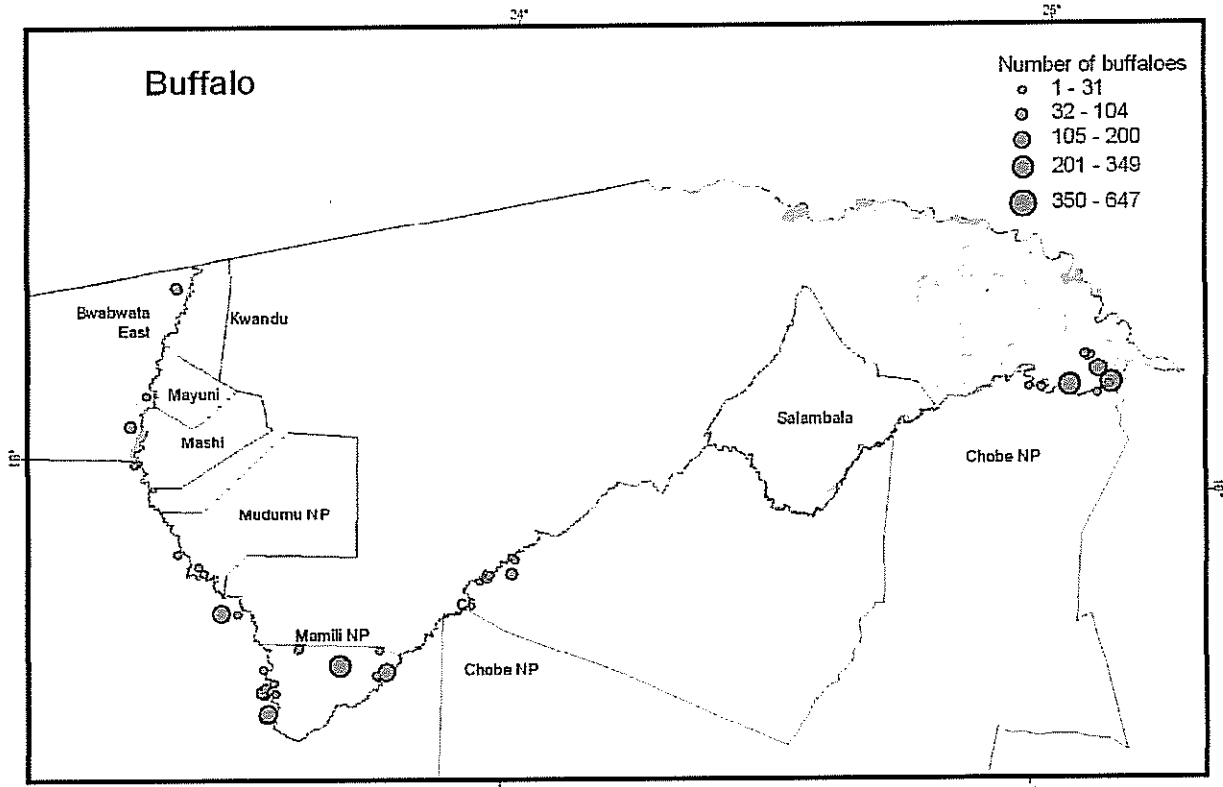 24°
25°
Buffalo
Number of buffaloes
1 - 31
32 - 104
105 - 200
201 - 349
350 - 647
Bwabwata
East
Kwandu
Mayuni
Mashi
Salambala
Chobe NP
Mudumu NP
C6
Mamili NP
Chobe NP